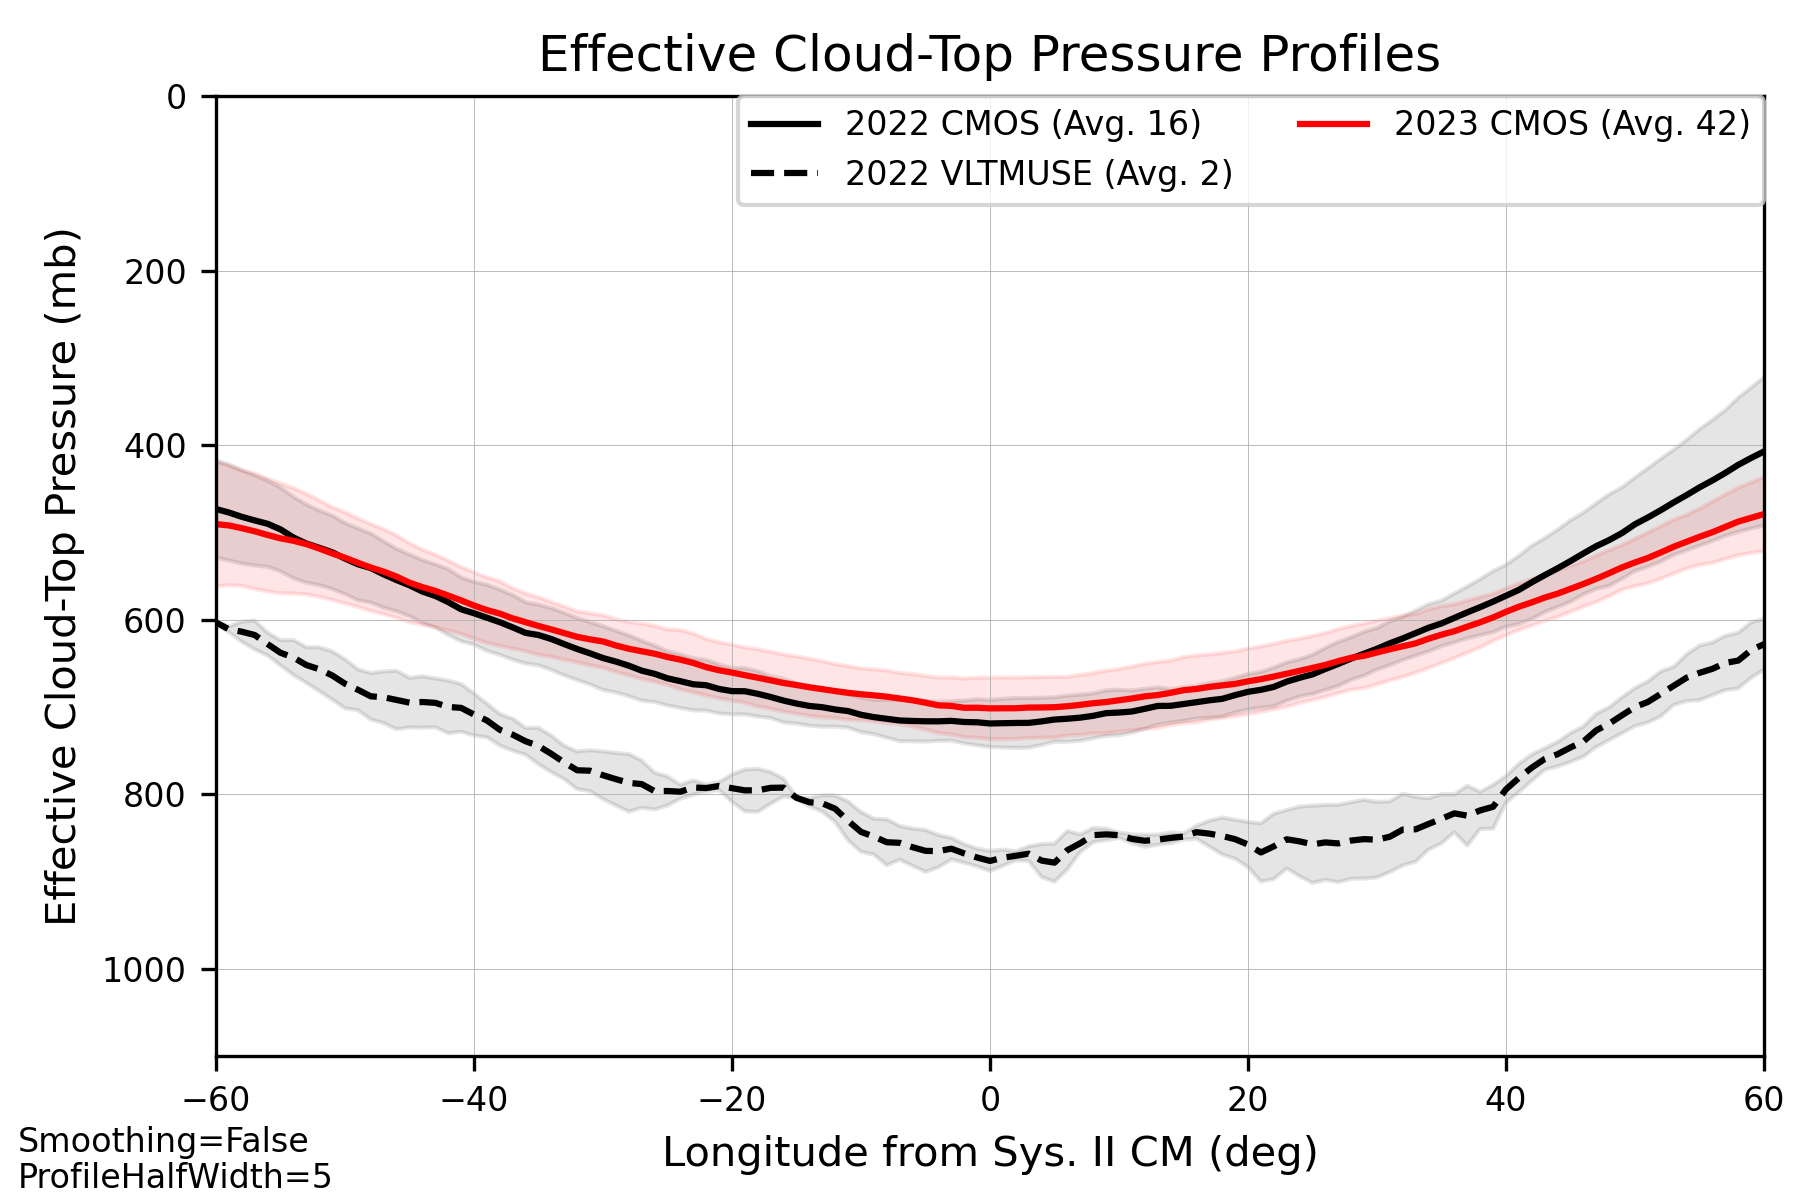 Effective Cloud-Top Pressure Profiles
2022 CMOS (Avg. 16)
2022 VLTMUSE (Avg. 2)
2023 CMOS (Avg. 42)
Effective Cloud-Top Pressure (mb)
0
200
400
600
800
1000
−60
−40
−20
0
20
40
60
Longitude from Sys. II CM (deg)
Smoothing=False
ProfileHalfWidth=5